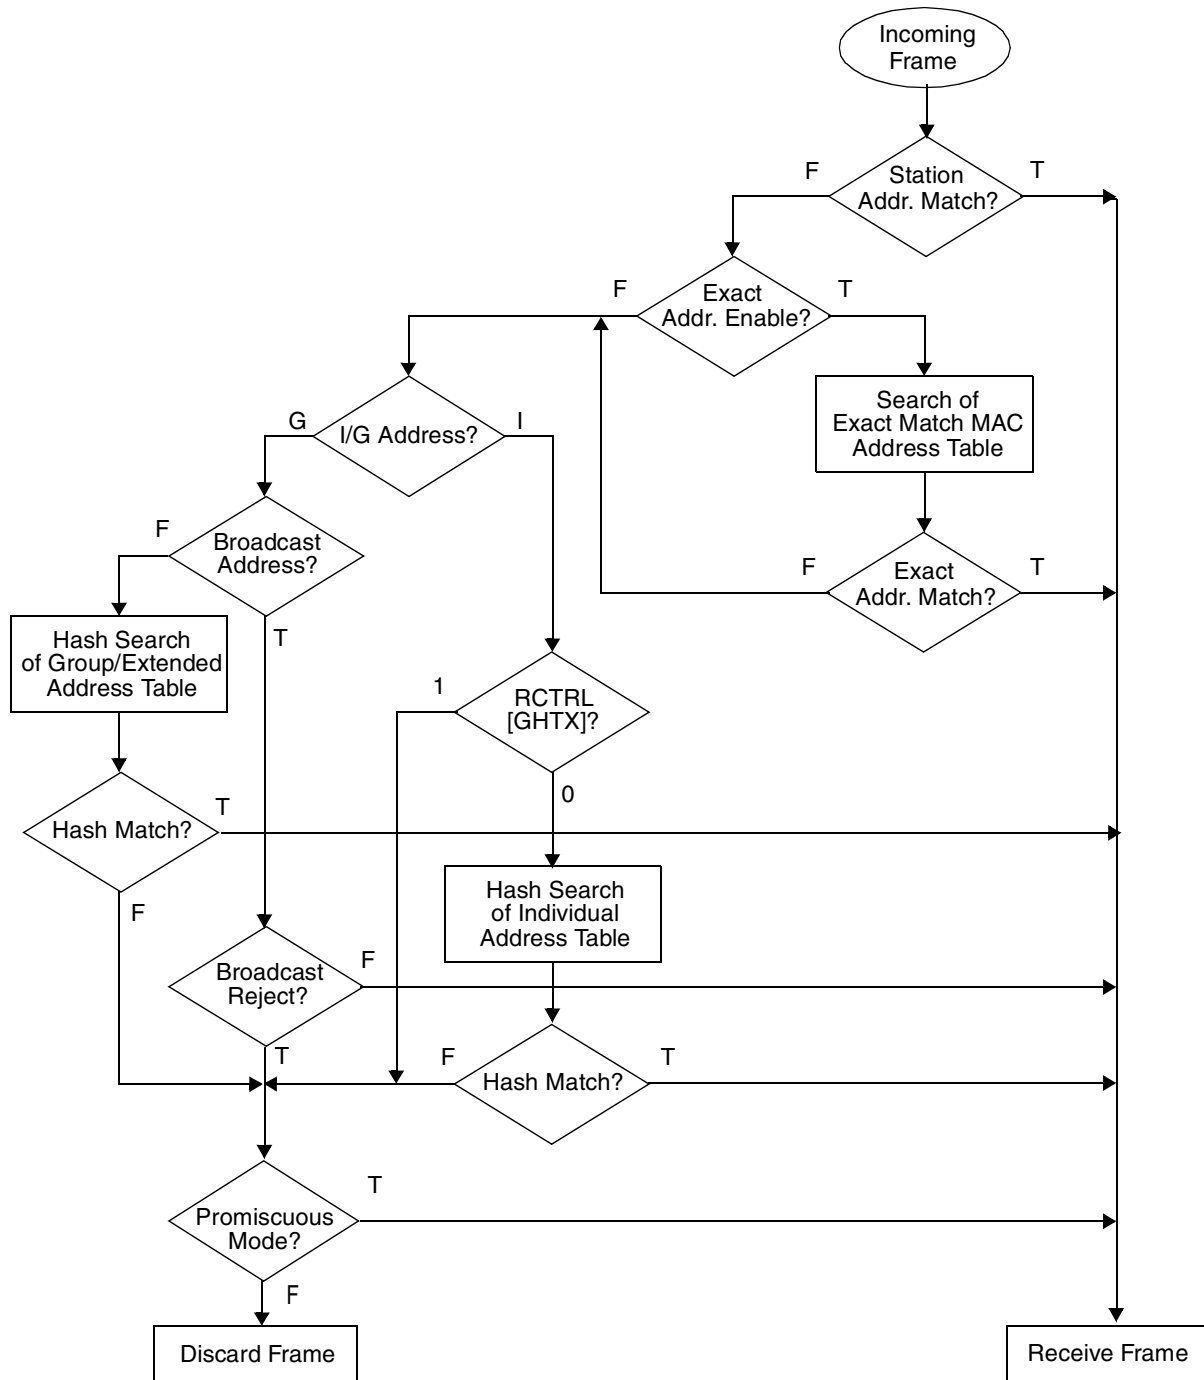 Incoming
Frame
F
Station
Addr. Match?
T
F
Exact
Addr. Enable?
T
G
I/G Address?
I
Search of
Exact Match MAC
Address Table
F
Broadcast
Address?
T
F
Exact
Addr. Match?
T
Hash Search
of Group/Extended
Address Table
1
RCTRL
[GHTX]?
0
Hash Match?
T
F
Hash Search
of Individual
Address Table
Broadcast
Reject?
F
T
F
Hash Match?
T
Promiscuous
Mode?
T
F
Discard Frame
Receive Frame